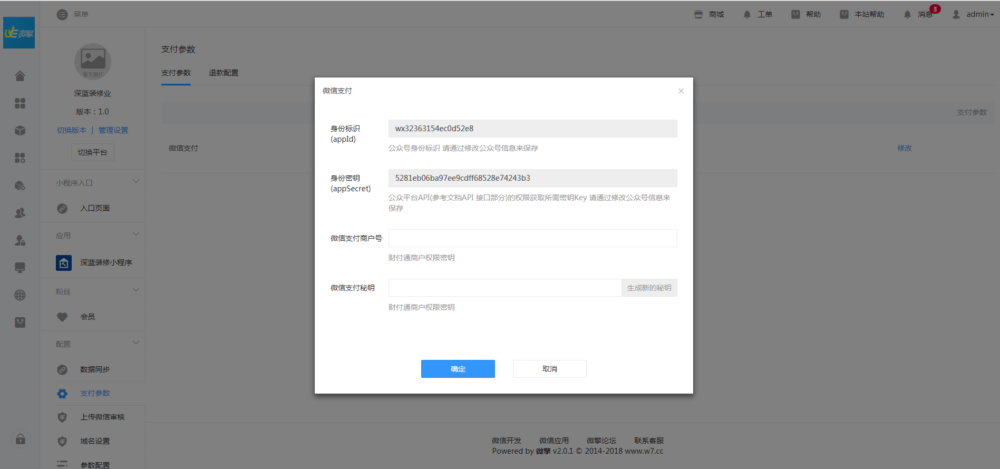 菜单
商城
工单
帮助
本站帮助
消息
3
admin
微擎
暂无图片
深蓝装修业
版本：1.0
切换版本 | 管理设置
切换平台
小程序入口
入口页面
应用
深蓝装修小程序
粉丝
会员
配置
数据同步
支付参数
上传微信审核
域名设置
参数配置
支付参数
支付参数
退款配置
支付参数
微信支付
修改
微信支付
×
身份标识
(appId)
wx32363154ec0d52e8
公众号身份标识 请通过修改公众号信息来保存
身份密钥
(appSecret)
5281eb06ba97ee9cdff68528e74243b3
公众平台API(参考文档API 接口部分)的权限获取所需密钥Key 请通过修改公众号信息来
保存
微信支付商户号
财付通商户权限密钥
微信支付秘钥
生成新的秘钥
财付通商户权限密钥
确定
取消
微信开发
微信应用
微擎论坛
联系客服
Powered by 微擎 v2.0.1 © 2014-2018 www.w7.cc